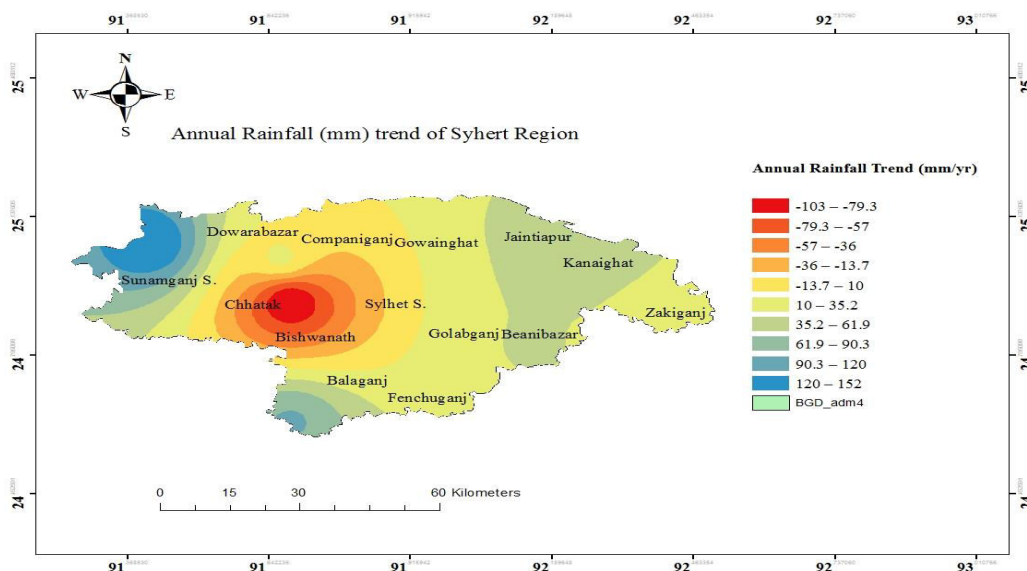 91 91 91 92 92 92 93
N
W E
S
Annual Rainfall (mm) trend of Syhert Region
Annual Rainfall Trend (mm/yr)
-103 – -79.3
-79.3 – -57
-57 – -36
-36 – -13.7
-13.7 – 10
10 – 35.2
35.2 – 61.9
61.9 – 90.3
90.3 – 120
120 – 152
BGD_adm4
Dowarabazar
Companiganj
Gowainghat
Jaintiapur
Kanaighat
Sunamganj S.
Chhatak
Sylhet S.
Zakiganj
Bishwanath
Golabganj
Beanibazar
Balaganj
Fenchuganj
0 15 30 60 Kilometers
25 25
25 25
24 24
24 24
91 91 91 92 92 92 93